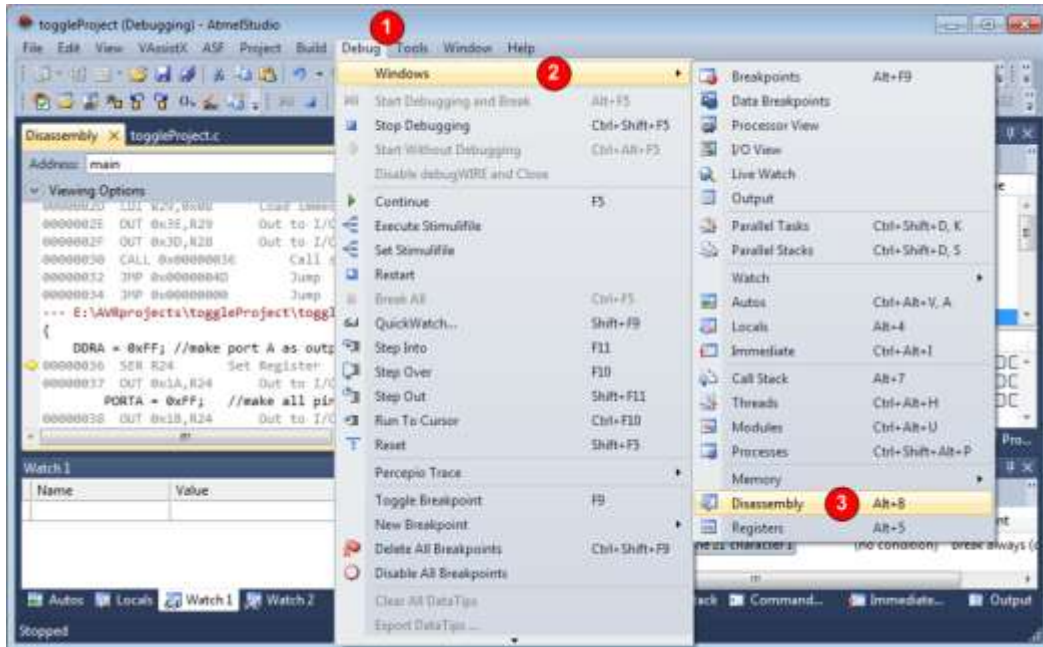 toggleProject (Debugging) - AtmelStudio
1
File Edit View VAssistX ASF Project Build Debug Tools Window Help
Disassembly toggleProject.c
Address: main
Viewing Options
0000002E OUT 0x3E,R29 Out to I/O
0000002F OUT 0x3D,R28 Out to I/O
00000030 CALL 0x00000036 Call
00000032 JMP 0x0000004D Jump
00000034 JMP 0x00000000 Jump
--- E:\AVRprojects\toggleProject\toggl
{
DDRA = 0xFF; //make port A as outp
00000036 SER R24 Set Register
00000037 OUT 0x1A,R24 Out to I/O
PORTA = 0xFF; //make all pin
00000038 OUT 0x1B,R24 Out to I/O
Watch 1
Name Value
Autos Locals Watch 1 Watch 2
Stopped
Windows 2
Start Debugging and Break Alt+F5
Stop Debugging Ctrl+Shift+F5
Start Without Debugging Ctrl+Alt+F5
Disable debugWIRE and Close
Continue F5
Execute Stimulifile
Set Stimulifile
Restart
Break All Ctrl+F5
QuickWatch... Shift+F9
Step Into F11
Step Over F10
Step Out Shift+F11
Run To Cursor Ctrl+F10
Reset Shift+F5
Percepio Trace
Toggle Breakpoint F9
New Breakpoint
Delete All Breakpoints Ctrl+Shift+F9
Disable All Breakpoints
Clear All DataTips
Export DataTips ...
Breakpoints Alt+F9
Data Breakpoints
Processor View
I/O View
Live Watch
Output
Parallel Tasks Ctrl+Shift+D, K
Parallel Stacks Ctrl+Shift+D, S
Watch
Autos Ctrl+Alt+V, A
Locals Alt+4
Immediate Ctrl+Alt+I
Call Stack Alt+7
Threads Ctrl+Alt+H
Modules Ctrl+Alt+U
Processes Ctrl+Shift+Alt+P
Memory
Disassembly 3 Alt+8
Registers Alt+5
Pro...
(no condition) break always (c
Command... Immediate... Output